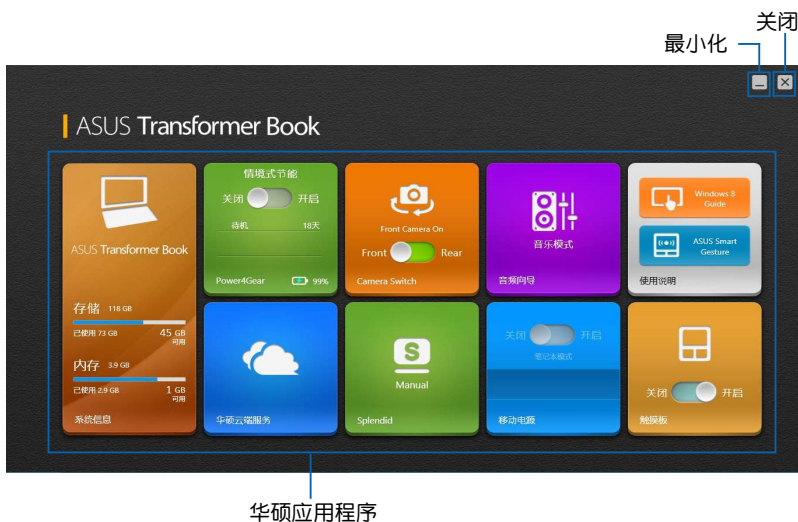 关闭
最小化
ASUS Transformer Book
ASUS Transformer Book
存储 118 GB
已使用 73 GB 45 GB
可用
内存 3.9 GB
已使用 2.9 GB 1 GB
可用
系统信息
情境式节能
关闭 开启
待机 18天
Power4Gear 99%
Front Camera On
Front Rear
Camera Switch
音乐模式
音频向导
Windows 8
Guide
ASUS Smart
Gesture
使用说明
华硕云端服务
S
Manual
Splendid
关闭 开启
笔记本模式
移动电源
关闭 开启
触摸板
华硕应用程序